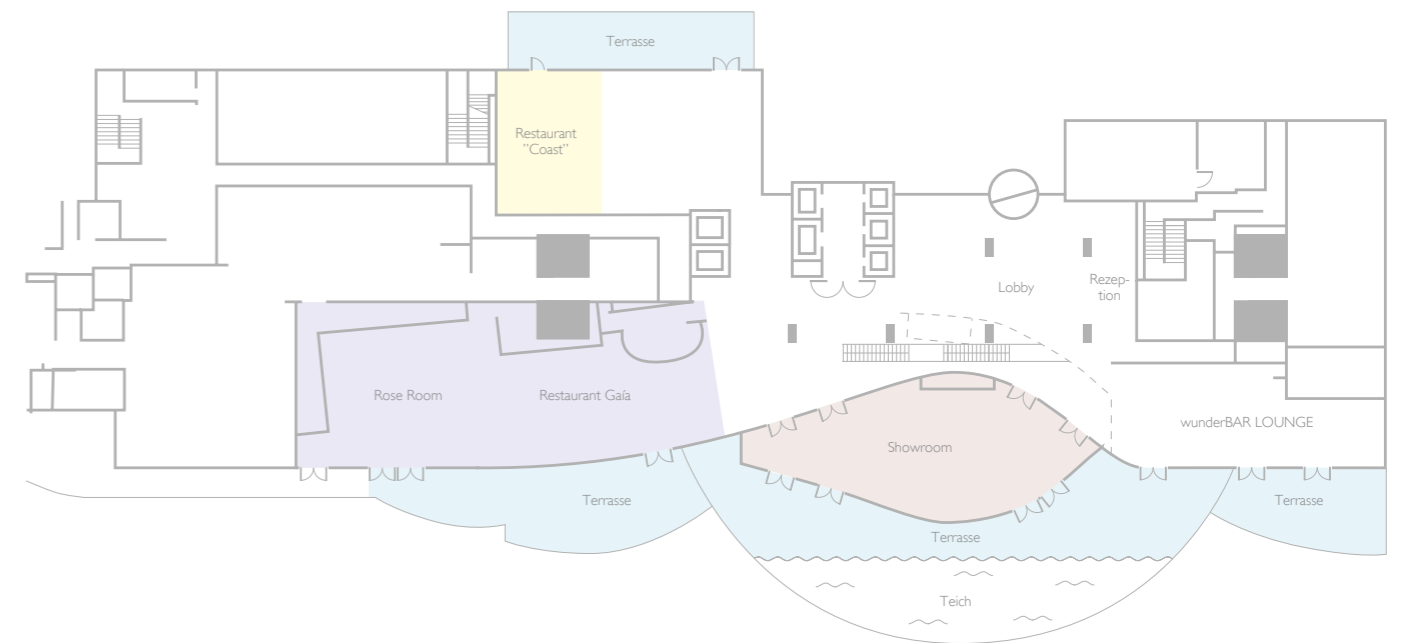 Terrasse
Restaurant
"Coast"
Lobby
Rezep-
tion
Rose Room
Restaurant Gaía
Showroom
wunderBAR LOUNGE
Terrasse
Terrasse
Terrasse
Teich